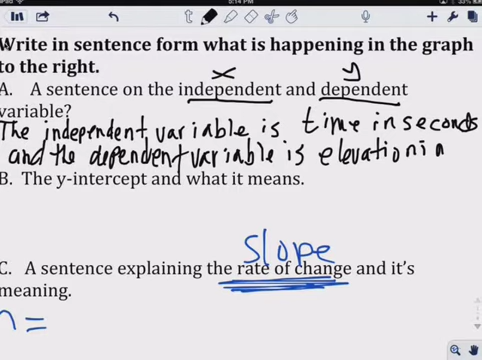 Write in sentence form what is happening in the graph
to the right.
x y
A. A sentence on the independent and dependent
variable?
The independent variable is time in seconds
and the dependent variable is elevation in
B. The y-intercept and what it means.
slope
C. A sentence explaining the rate of change and it's
meaning.
=